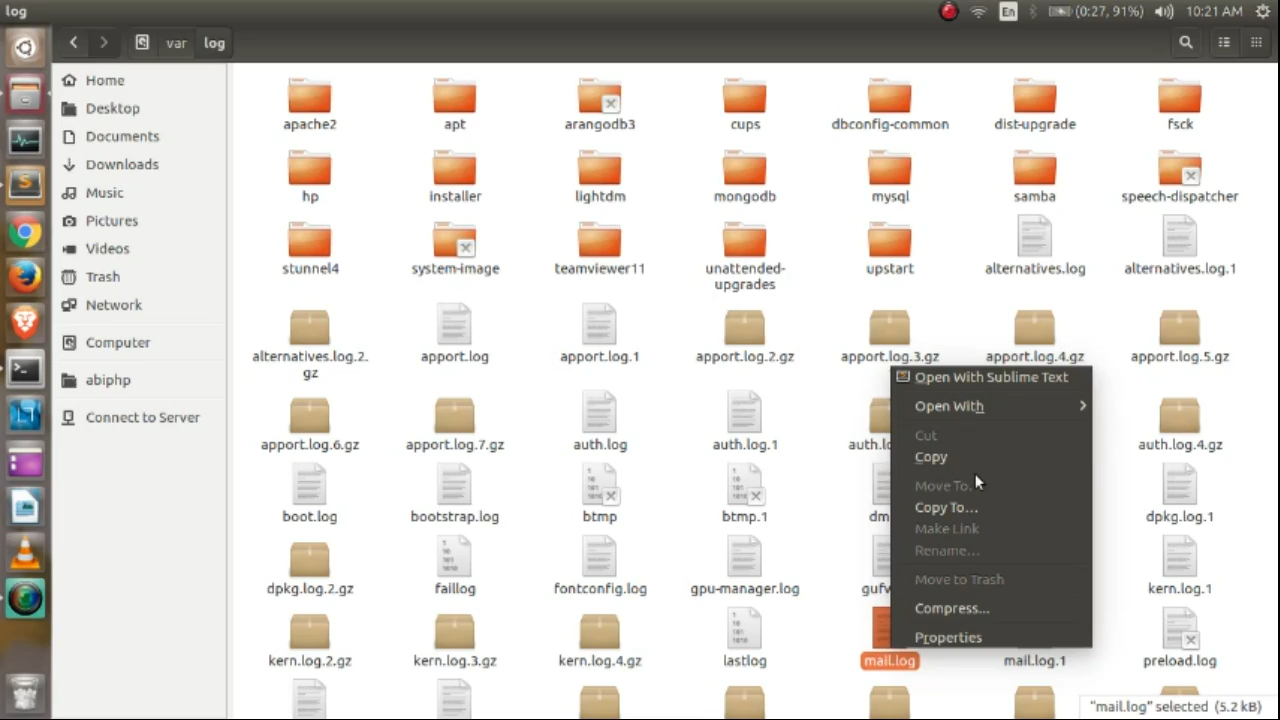 log
En
(0:27, 91%)
10:21 AM
var
log
Home
Desktop
Documents
Downloads
Music
Pictures
Videos
Trash
Network
Computer
abiphp
Connect to Server
apache2
apt
arangodb3
cups
dbconfig-common
dist-upgrade
fsck
hp
installer
lightdm
mongodb
mysql
samba
speech-dispatcher
stunnel4
system-image
teamviewer11
unattended-
upgrades
upstart
alternatives.log
alternatives.log.1
alternatives.log.2.
gz
apport.log
apport.log.1
apport.log.2.gz
apport.log.3.gz
apport.log.4.gz
apport.log.5.gz
apport.log.6.gz
apport.log.7.gz
auth.log
auth.log.1
auth.lo
auth.log.4.gz
boot.log
bootstrap.log
btmp
btmp.1
dm
dpkg.log.1
dpkg.log.2.gz
faillog
fontconfig.log
gpu-manager.log
gufw
kern.log.1
kern.log.2.gz
kern.log.3.gz
kern.log.4.gz
lastlog
mail.log
mail.log.1
preload.log
Open With Sublime Text
Open With
Cut
Copy
Move To…
Copy To…
Make Link
Rename…
Move to Trash
Compress…
Properties
"mail.log" selected (5.2 kB)